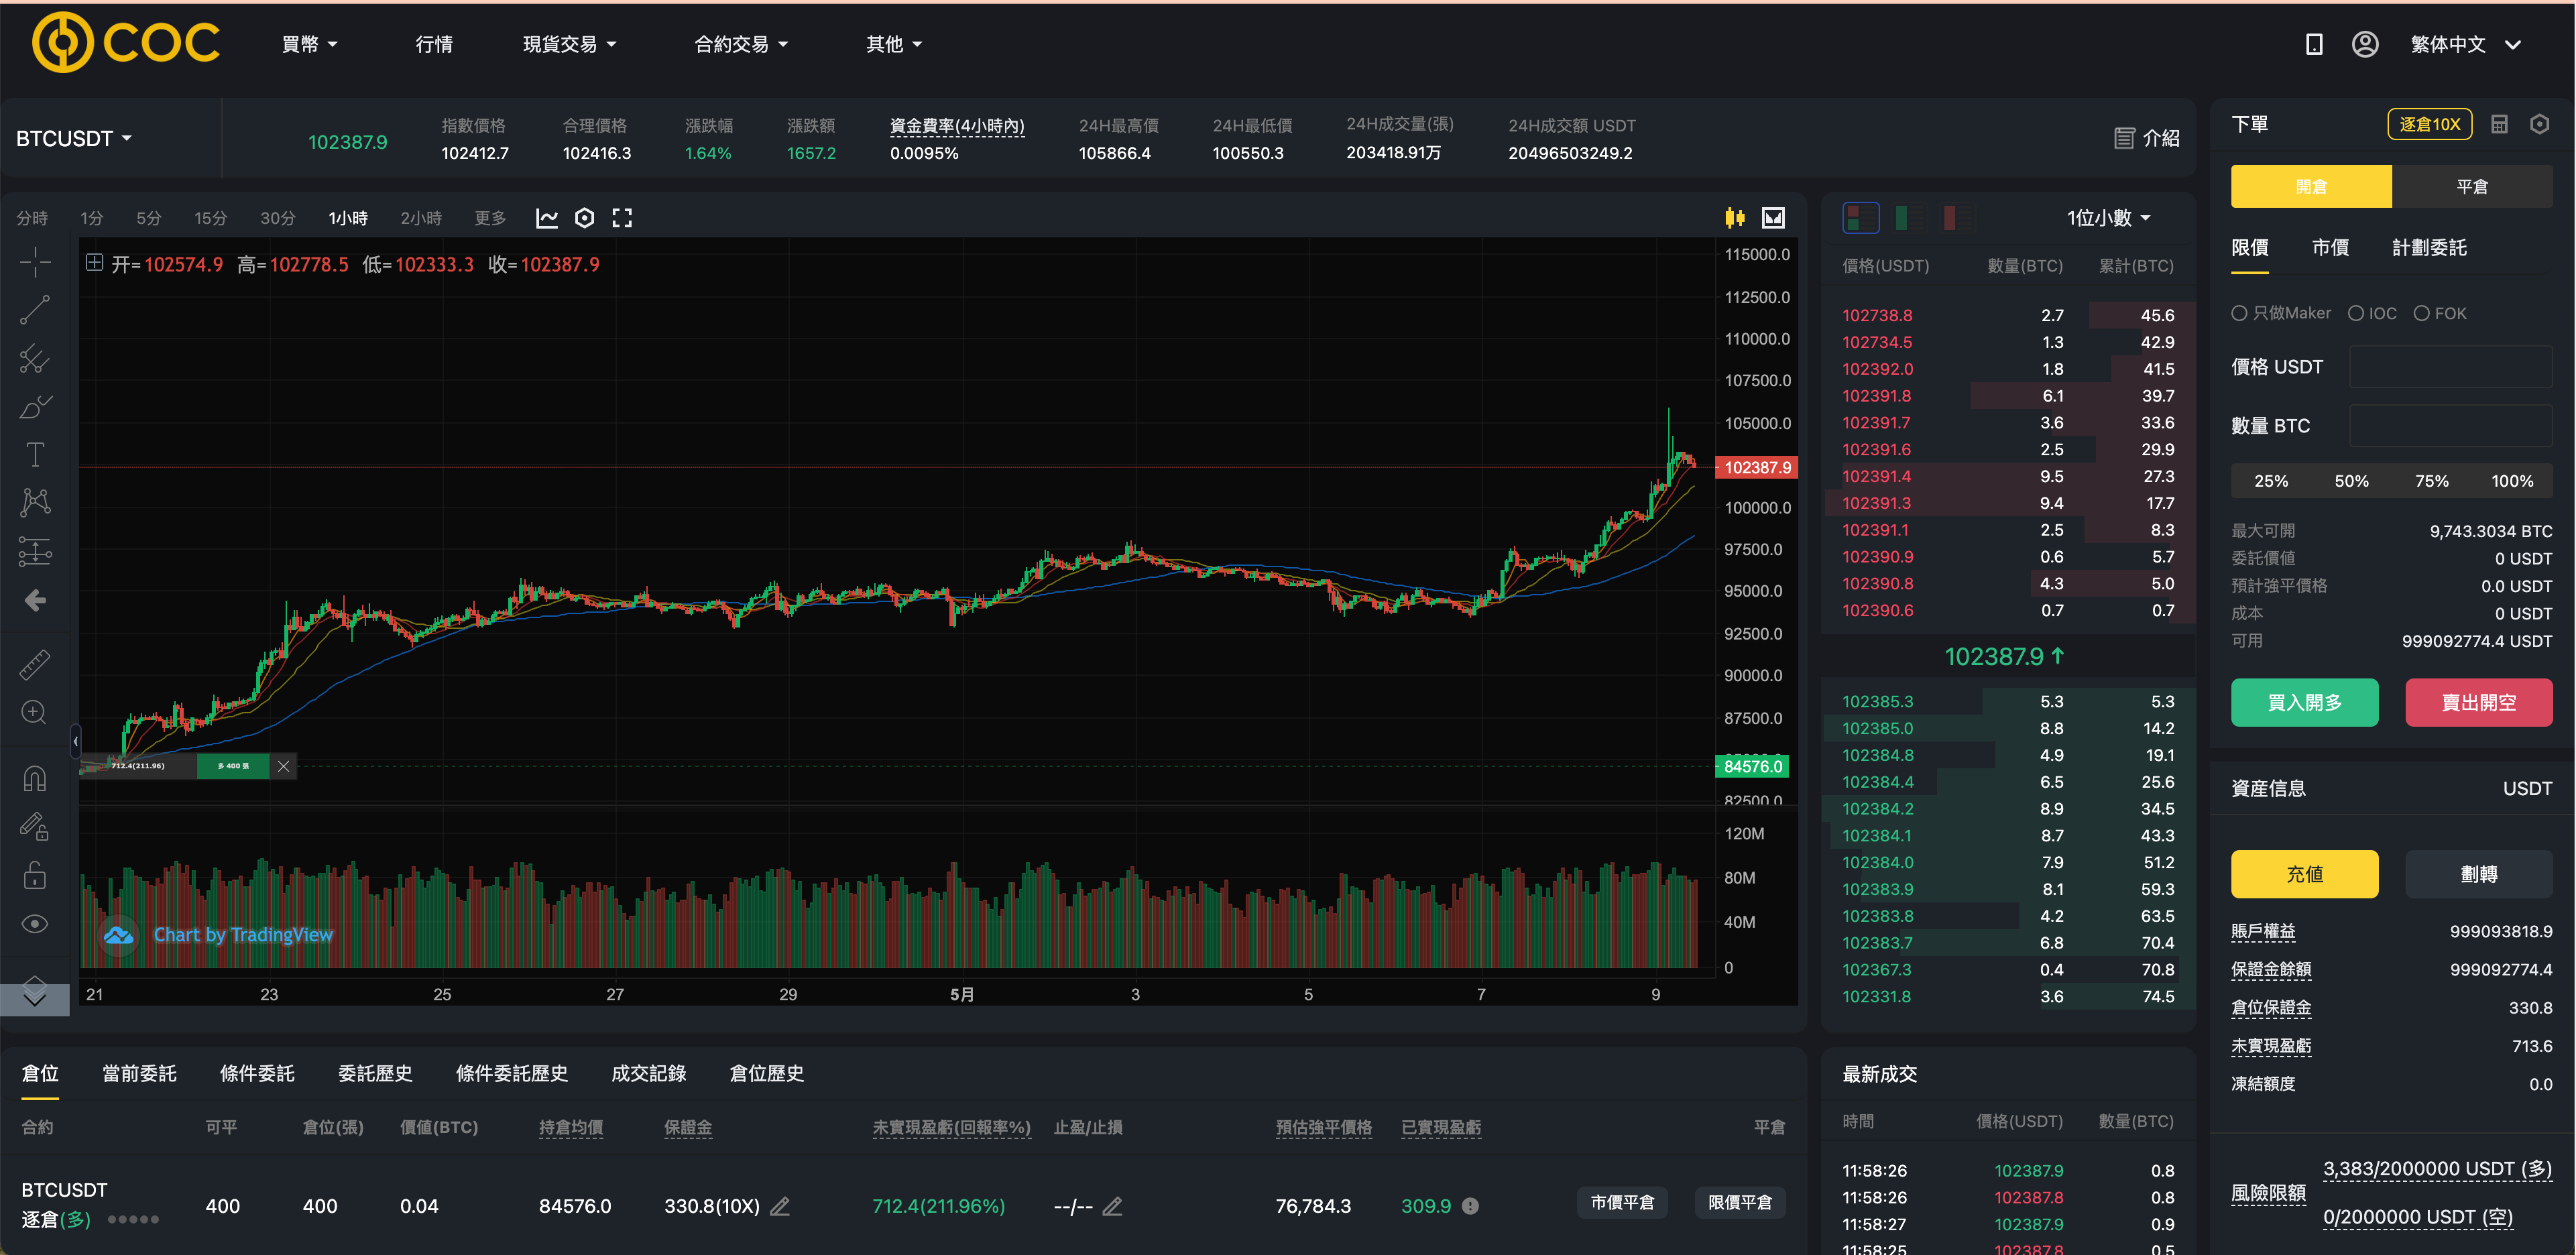 COC 買幣 行情 現貨交易 合約交易 其他 繁体中文
BTCUSDT
102387.9
指數價格 合理價格 漲跌幅 漲跌額 資金費率(4小時內) 24H最高價 24H最低價 24H成交量(張) 24H成交額 USDT
102412.7 102416.3 1.64% 1657.2 0.0095% 105866.4 100550.3 203418.91万 20496503249.2
介紹
分時 1分 5分 15分 30分 1小時 2小時 更多
开=102574.9 高=102778.5 低=102333.3 收=102387.9
115000.0
112500.0
110000.0
107500.0
105000.0
102387.9
100000.0
97500.0
95000.0
92500.0
90000.0
87500.0
84576.0
82500.0
712.4(211.96) 多 400 張
120M
80M
40M
0
Chart by TradingView
21 23 25 27 29 5月 3 5 7 9
1位小數
價格(USDT) 數量(BTC) 累計(BTC)
102738.8 2.7 45.6
102734.5 1.3 42.9
102392.0 1.8 41.5
102391.8 6.1 39.7
102391.7 3.6 33.6
102391.6 2.5 29.9
102391.4 9.5 27.3
102391.3 9.4 17.7
102391.1 2.5 8.3
102390.9 0.6 5.7
102390.8 4.3 5.0
102390.6 0.7 0.7
102387.9↑
102385.3 5.3 5.3
102385.0 8.8 14.2
102384.8 4.9 19.1
102384.4 6.5 25.6
102384.2 8.9 34.5
102384.1 8.7 43.3
102384.0 7.9 51.2
102383.9 8.1 59.3
102383.8 4.2 63.5
102383.7 6.8 70.4
102367.3 0.4 70.8
102331.8 3.6 74.5
下單 逐倉10X
開倉 平倉
限價 市價 計劃委託
只做Maker IOC FOK
價格 USDT
數量 BTC
25% 50% 75% 100%
最大可開 9,743.3034 BTC
委託價值 0 USDT
預計強平價格 0.0 USDT
成本 0 USDT
可用 999092774.4 USDT
買入開多 賣出開空
資產信息 USDT
充值 劃轉
賬戶權益 999093818.9
保證金餘額 999092774.4
倉位保證金 330.8
未實現盈虧 713.6
凍結額度 0.0
風險限額
3,383/2000000 USDT (多)
0/2000000 USDT (空)
倉位 當前委託 條件委託 委託歷史 條件委託歷史 成交記錄 倉位歷史
合約 可平 倉位(張) 價值(BTC) 持倉均價 保證金 未實現盈虧(回報率%) 止盈/止損 預估強平價格 已實現盈虧 平倉
BTCUSDT
逐倉(多)
400 400 0.04 84576.0 330.8(10X) 712.4(211.96%) --/-- 76,784.3 309.9 市價平倉 限價平倉
最新成交
時間 價格(USDT) 數量(BTC)
11:58:26 102387.9 0.8
11:58:26 102387.8 0.8
11:58:27 102387.9 0.9
11:58:25 102387.8 0.5